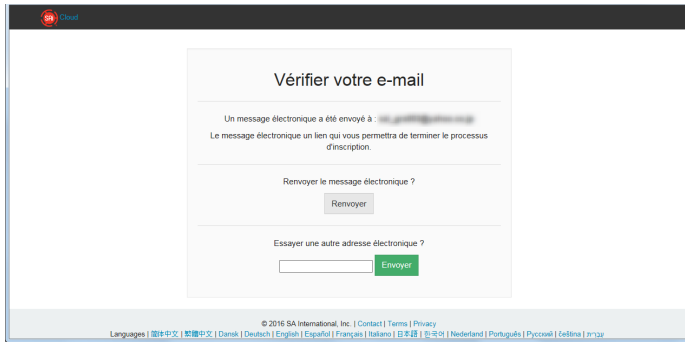 SAi Cloud
Vérifier votre e-mail
Un message électronique a été envoyé à :
Le message électronique un lien qui vous permettra de terminer le processus
d'inscription.
Renvoyer le message électronique ?
Renvoyer
Essayer une autre adresse électronique ?
Envoyer
© 2016 SA International, Inc. | Contact | Terms | Privacy
Languages | 简体中文 | 繁體中文 | Dansk | Deutsch | English | Español | Français | Italiano | 日本語 | 한국어 | Nederland | Português | Русский | čeština | עברית